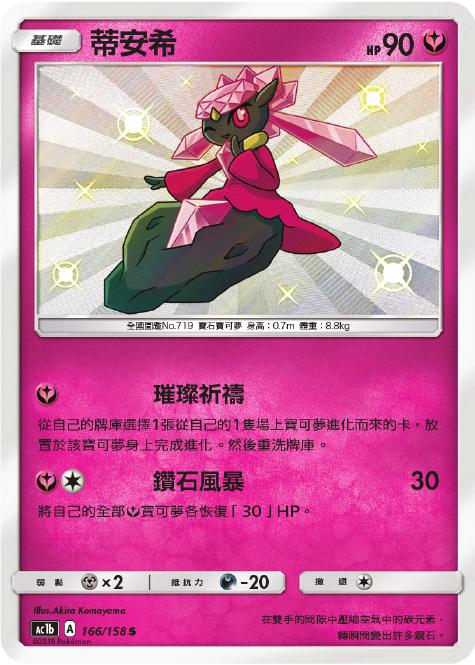 基礎 蒂安希 HP90
全國圖鑑No.719 寶石寶可夢 身高：0.7m 體重：8.8kg
璀璨祈禱
從自己的牌庫選擇1張從自己的1隻場上寶可夢進化而來的卡，放
置於該寶可夢身上完成進化。然後重洗牌庫。
鑽石風暴 30
將自己的全部寶可夢各恢復「30」HP。
弱點 ×2 抵抗力 -20 撤退
Illus.Akira Komayama
AC1b A 166/158 S
©2019 Pokémon
在雙手的間隙中壓縮空氣中的碳元素，
轉瞬間變出許多鑽石。